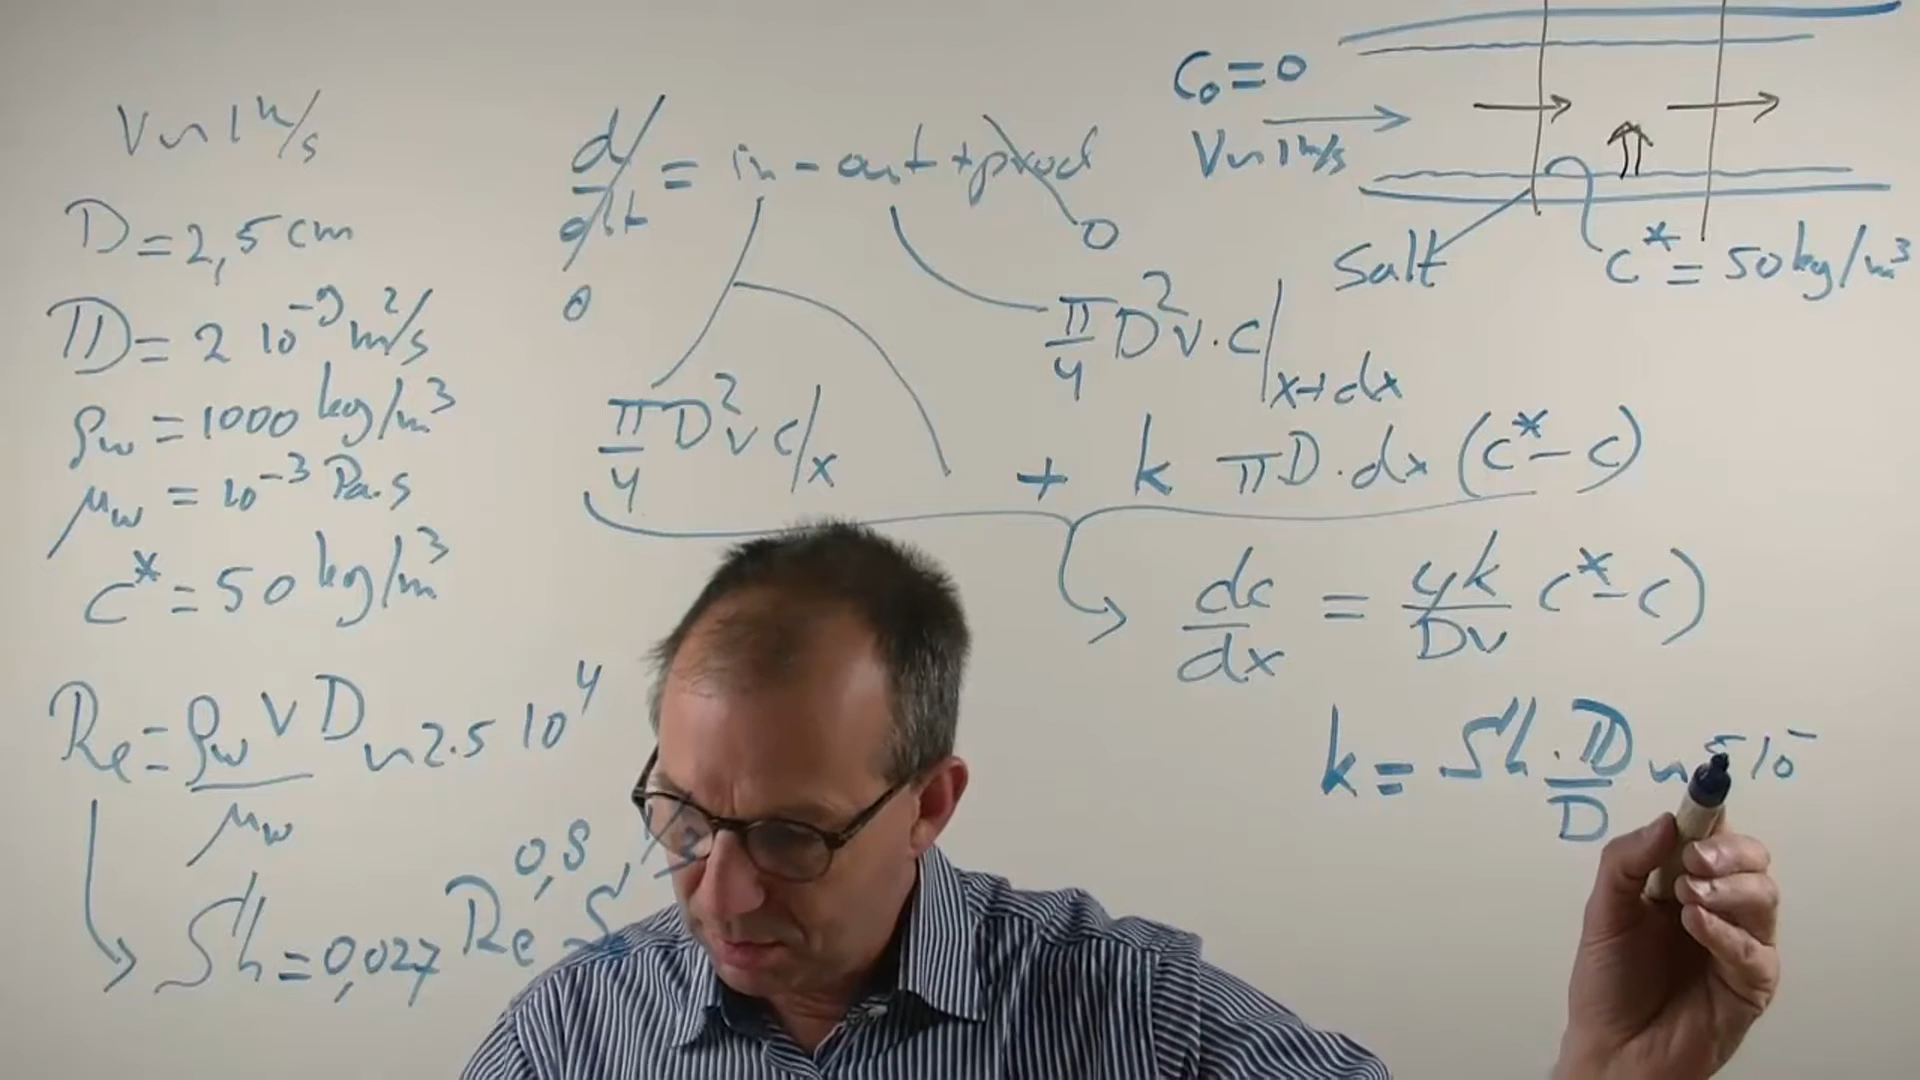 V ~ 1 m/s
D = 2,5 cm
𝔻 = 2 10⁻⁹ m²/s
ρw = 1000 kg/m³
μw = 10⁻³ Pa.s
c* = 50 kg/m³
Re = ρw V D / μw ~ 2.5 10⁴
Sh = 0,027 Re^0,8 S 1/3
d/dt = in - out + prod
0
0
π/4 D² v c|x
π/4 D² v · c|x+dx
+ k πD · dx (c* - c)
dc/dx = 4k/Dv (c* - c)
k = Sh · 𝔻/D ~ 5 10⁻
C₀ = 0
V ~ 1 m/s
Salt
c* = 50 kg/m³